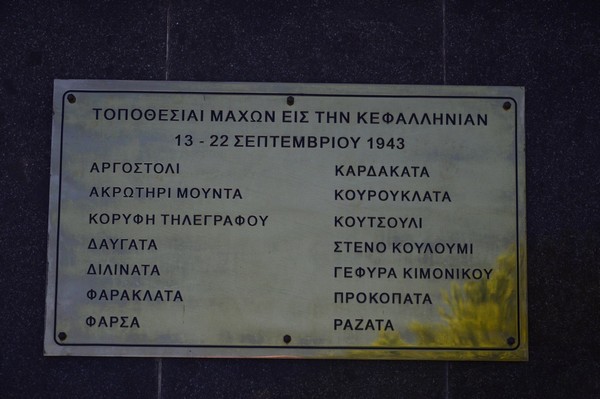 ΤΟΠΟΘΕΣΙΑΙ ΜΑΧΩΝ ΕΙΣ ΤΗΝ ΚΕΦΑΛΛΗΝΙΑΝ
13 - 22 ΣΕΠΤΕΜΒΡΙΟΥ 1943
ΑΡΓΟΣΤΟΛΙ
ΑΚΡΩΤΗΡΙ ΜΟΥΝΤΑ
ΚΟΡΥΦΗ ΤΗΛΕΓΡΑΦΟΥ
ΔΑΥΓΑΤΑ
ΔΙΛΙΝΑΤΑ
ΦΑΡΑΚΛΑΤΑ
ΦΑΡΣΑ
ΚΑΡΔΑΚΑΤΑ
ΚΟΥΡΟΥΚΛΑΤΑ
ΚΟΥΤΣΟΥΛΙ
ΣΤΕΝΟ ΚΟΥΛΟΥΜΙ
ΓΕΦΥΡΑ ΚΙΜΟΝΙΚΟΥ
ΠΡΟΚΟΠΑΤΑ
ΡΑΖΑΤΑ